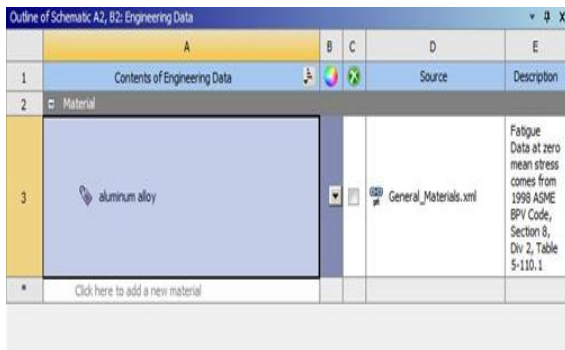 Outline of Schematic A2, B2: Engineering Data
A B C D E
1 Contents of Engineering Data Source Description
2 Material
3 aluminum alloy General_Materials.xml
Fatigue
Data at zero
mean stress
comes from
1998 ASME
BPV Code,
Section 8,
Div 2, Table
5-110.1
* Click here to add a new material